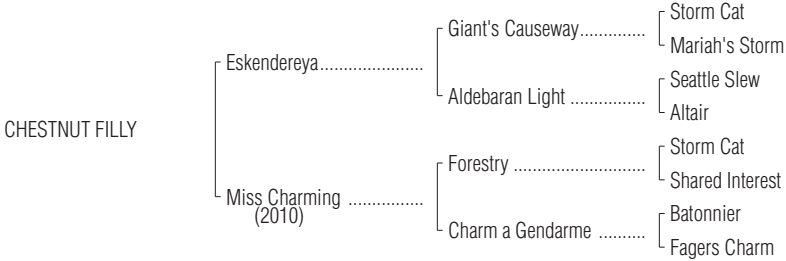 Storm Cat
Giant's Causeway..............
Mariah's Storm
Eskendereya......................
Seattle Slew
Aldebaran Light ................
Altair
CHESTNUT FILLY
Storm Cat
Forestry ............................
Shared Interest
Miss Charming ................
(2010)
Batonnier
Charm a Gendarme ..........
Fagers Charm